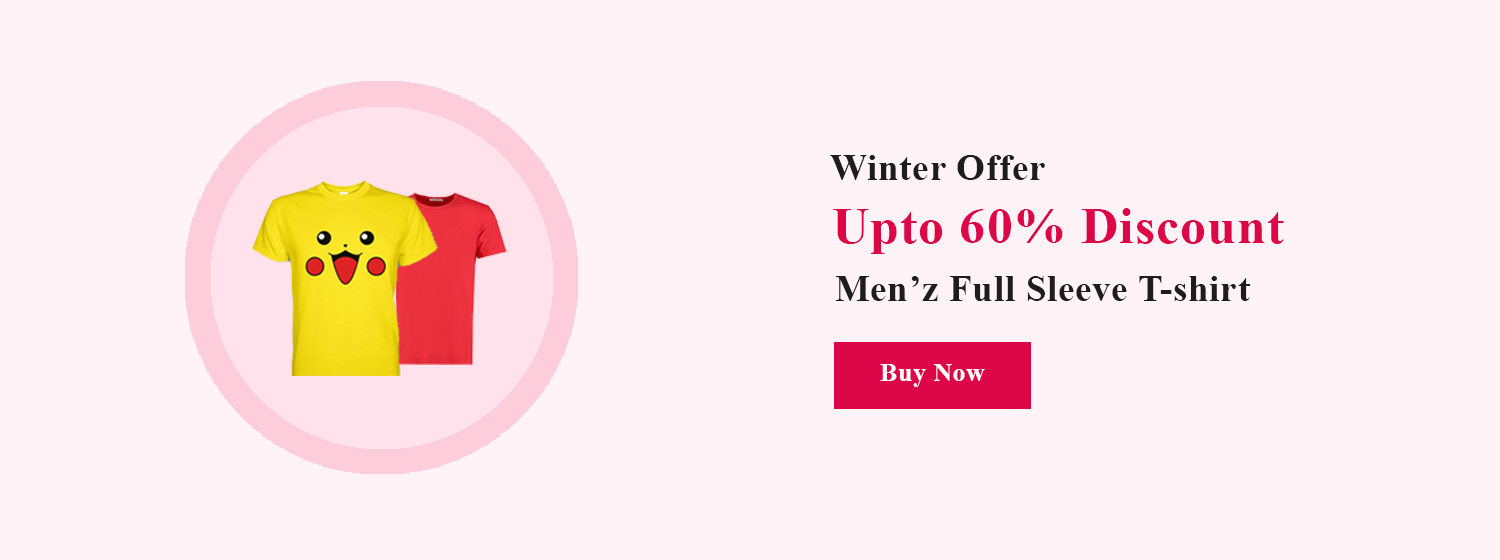 Winter Offer
Upto 60% Discount
Men’z Full Sleeve T-shirt
Buy Now